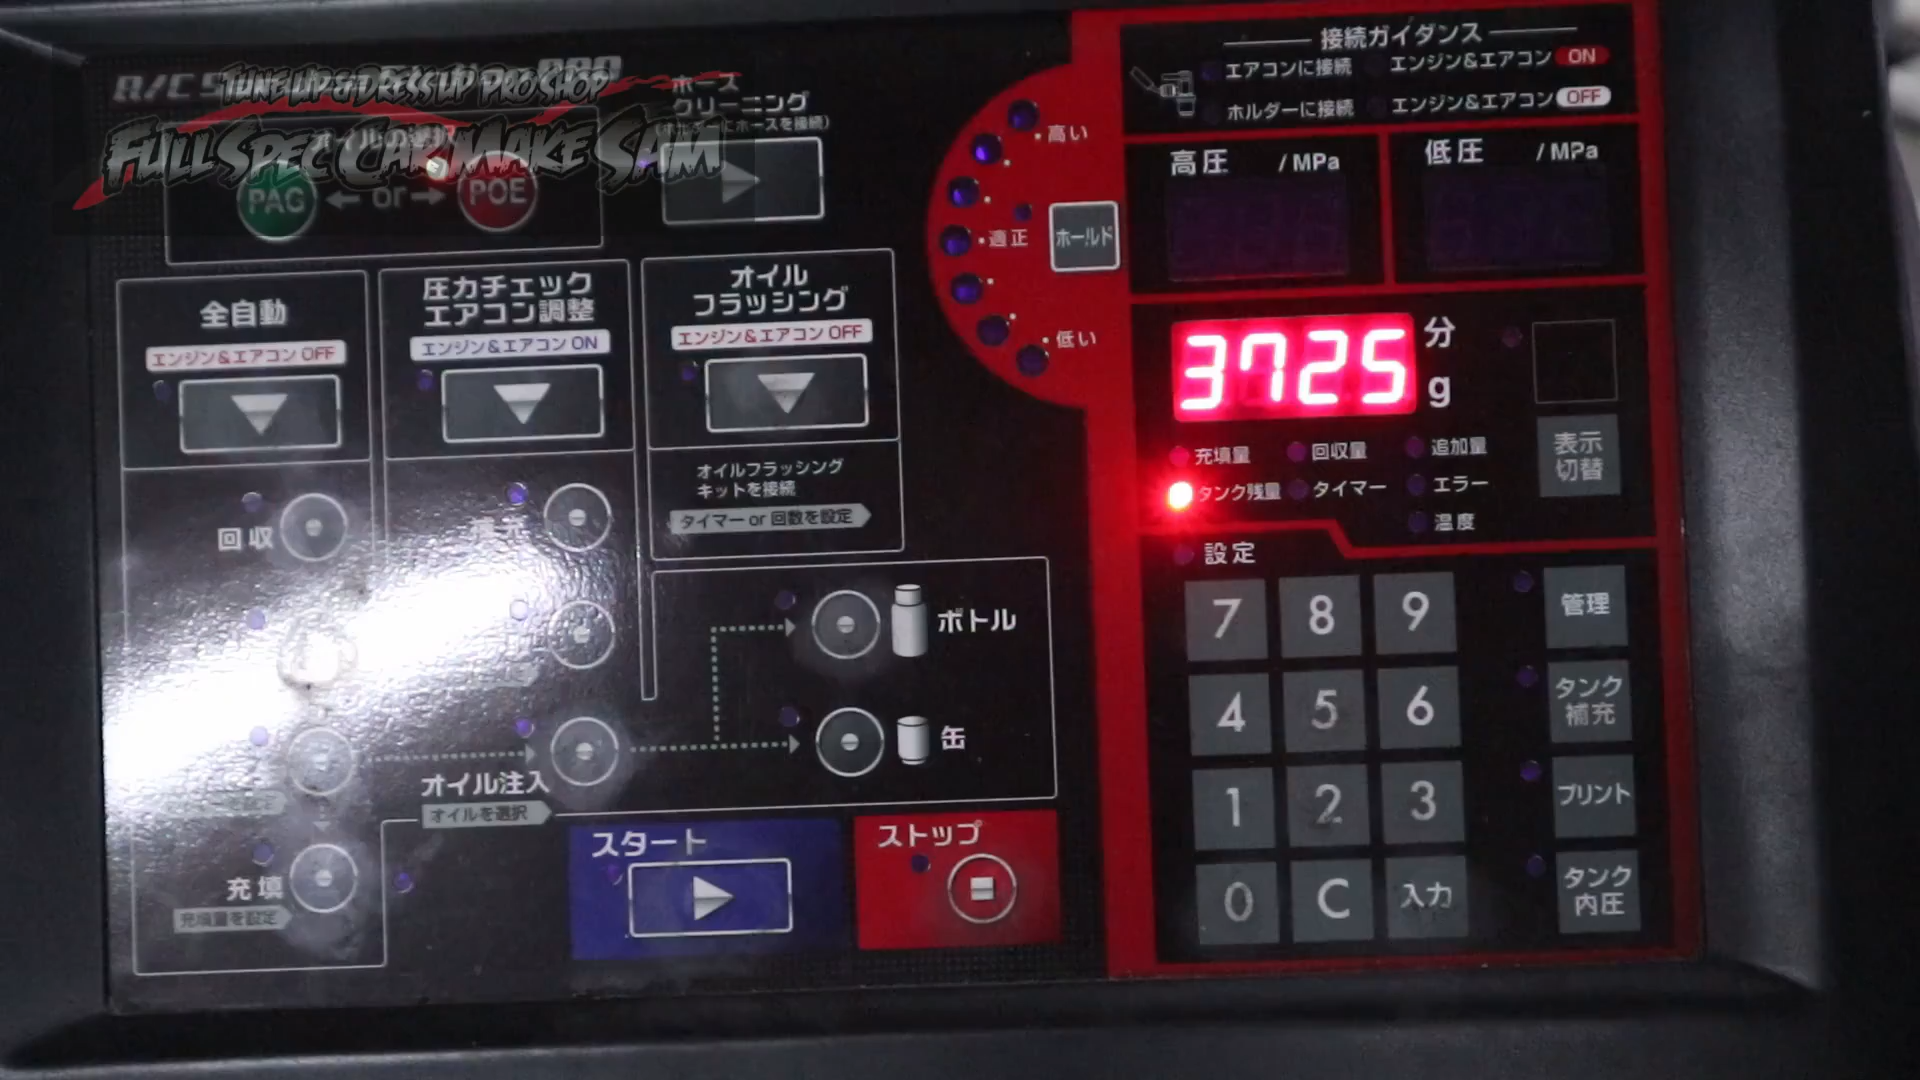 TUNE UP & DRESS UP PRO SHOP
FULL SPEC CAR MAKE SAM
A/C S
オイルの選択
PAG ← or → POE
ホース
クリーニング
全自動
エンジン&エアコン OFF
圧力チェック
エアコン調整
エンジン&エアコン ON
オイル
フラッシング
エンジン&エアコン OFF
オイルフラッシング
キットを接続
タイマー or 回数を設定
回収
充填
充填量を設定
オイル注入
オイルを選択
ボトル
缶
スタート
ストップ
高い
適正
低い
ホールド
接続ガイダンス
エアコンに接続
エンジン&エアコン ON
ホルダーに接続
エンジン&エアコン OFF
高圧 /MPa
低圧 /MPa
3725
分
g
充填量
回収量
追加量
タンク残量
タイマー
エラー
温度
表示
切替
設定
7 8 9
4 5 6
1 2 3
0 C 入力
管理
タンク
補充
プリント
タンク
内圧